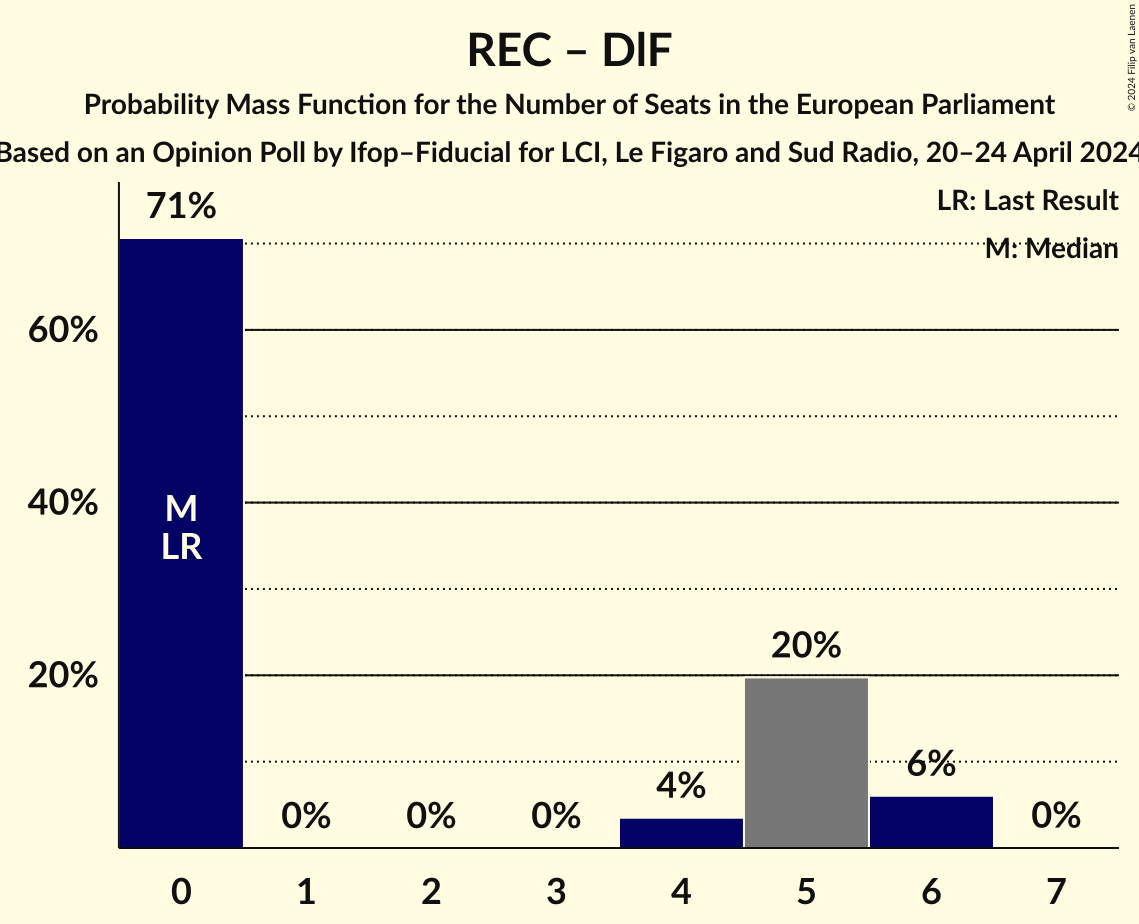 REC – DlF
Probability Mass Function for the Number of Seats in the European Parliament
Based on an Opinion Poll by Ifop–Fiducial for LCI, Le Figaro and Sud Radio, 20–24 April 2024
© 2024 Filip van Laenen
LR: Last Result
M: Median
71%
60%
40%
20%
M
LR
0%
0%
0%
4%
20%
6%
0%
0
1
2
3
4
5
6
7